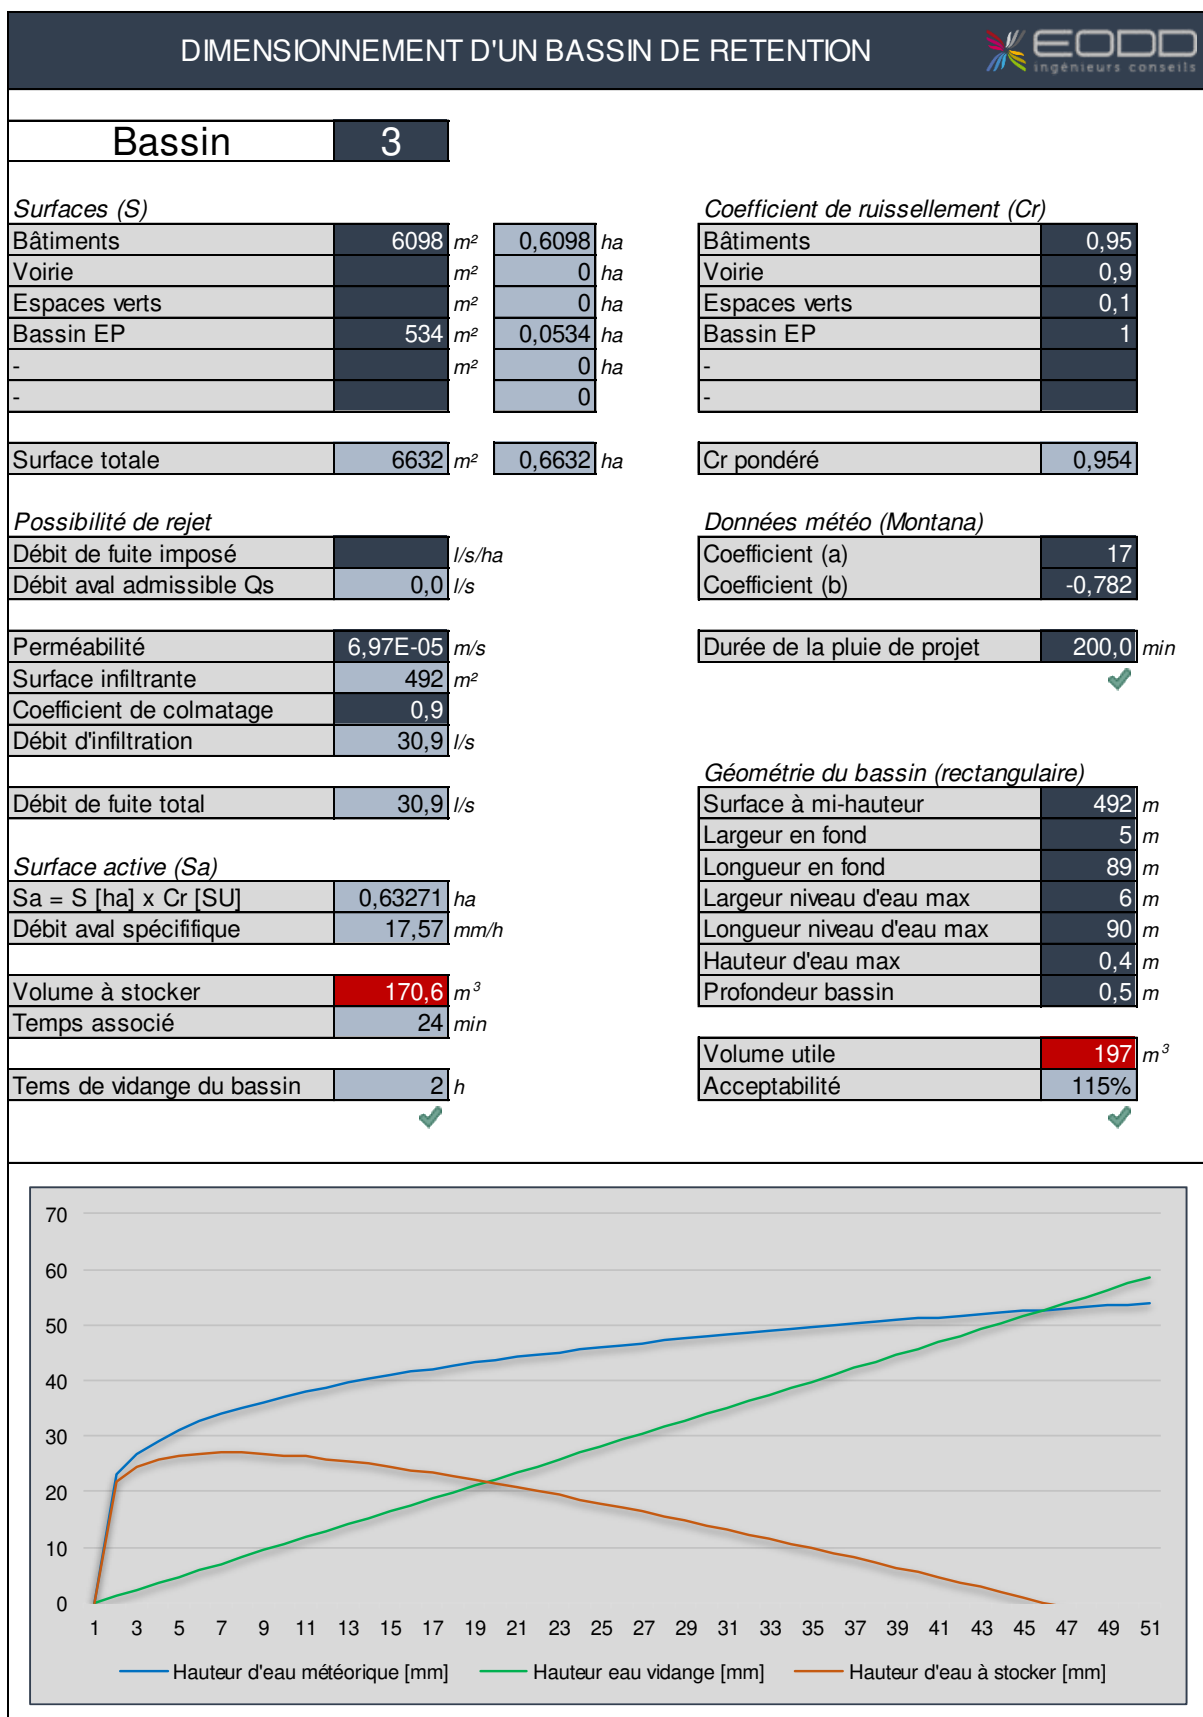 DIMENSIONNEMENT D'UN BASSIN DE RETENTION
EODD
ingénieurs conseils
Bassin 3
Surfaces (S)
Bâtiments 6098 m² 0,6098 ha
Voirie m² 0 ha
Espaces verts m² 0 ha
Bassin EP 534 m² 0,0534 ha
- m² 0 ha
- 0
Surface totale 6632 m² 0,6632 ha
Coefficient de ruissellement (Cr)
Bâtiments 0,95
Voirie 0,9
Espaces verts 0,1
Bassin EP 1
-
-
Cr pondéré 0,954
Possibilité de rejet
Débit de fuite imposé l/s/ha
Débit aval admissible Qs 0,0 l/s
Perméabilité 6,97E-05 m/s
Surface infiltrante 492 m²
Coefficient de colmatage 0,9
Débit d'infiltration 30,9 l/s
Débit de fuite total 30,9 l/s
Surface active (Sa)
Sa = S [ha] x Cr [SU] 0,63271 ha
Débit aval spécififique 17,57 mm/h
Volume à stocker 170,6 m³
Temps associé 24 min
Tems de vidange du bassin 2 h
Données météo (Montana)
Coefficient (a) 17
Coefficient (b) -0,782
Durée de la pluie de projet 200,0 min
Géométrie du bassin (rectangulaire)
Surface à mi-hauteur 492 m
Largeur en fond 5 m
Longueur en fond 89 m
Largeur niveau d'eau max 6 m
Longueur niveau d'eau max 90 m
Hauteur d'eau max 0,4 m
Profondeur bassin 0,5 m
Volume utile 197 m³
Acceptabilité 115%
70
60
50
40
30
20
10
0
1 3 5 7 9 11 13 15 17 19 21 23 25 27 29 31 33 35 37 39 41 43 45 47 49 51
Hauteur d'eau météorique [mm] Hauteur eau vidange [mm] Hauteur d'eau à stocker [mm]